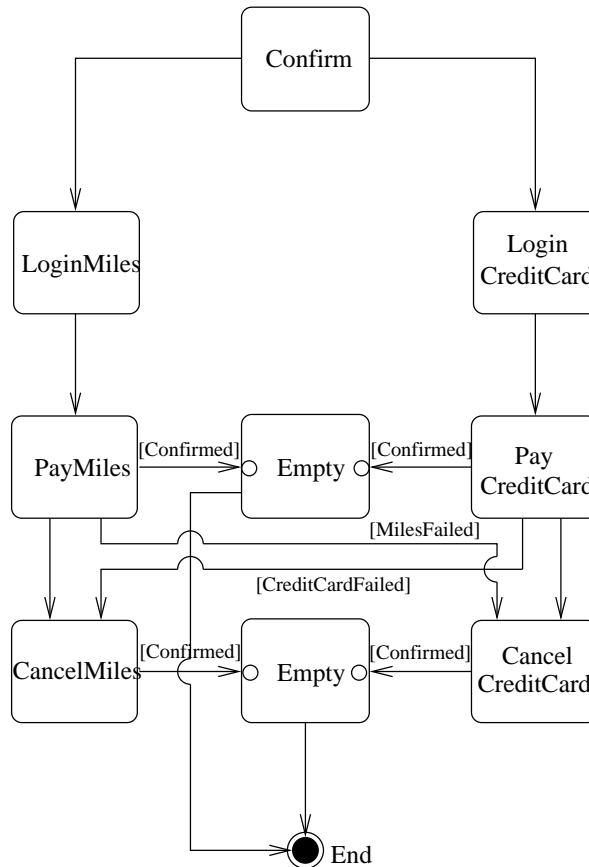 Confirm
LoginMiles
Login
CreditCard
[Confirmed]
[Confirmed]
PayMiles
Empty
Pay
CreditCard
[MilesFailed]
[CreditCardFailed]
[Confirmed]
[Confirmed]
CancelMiles
Empty
Cancel
CreditCard
End